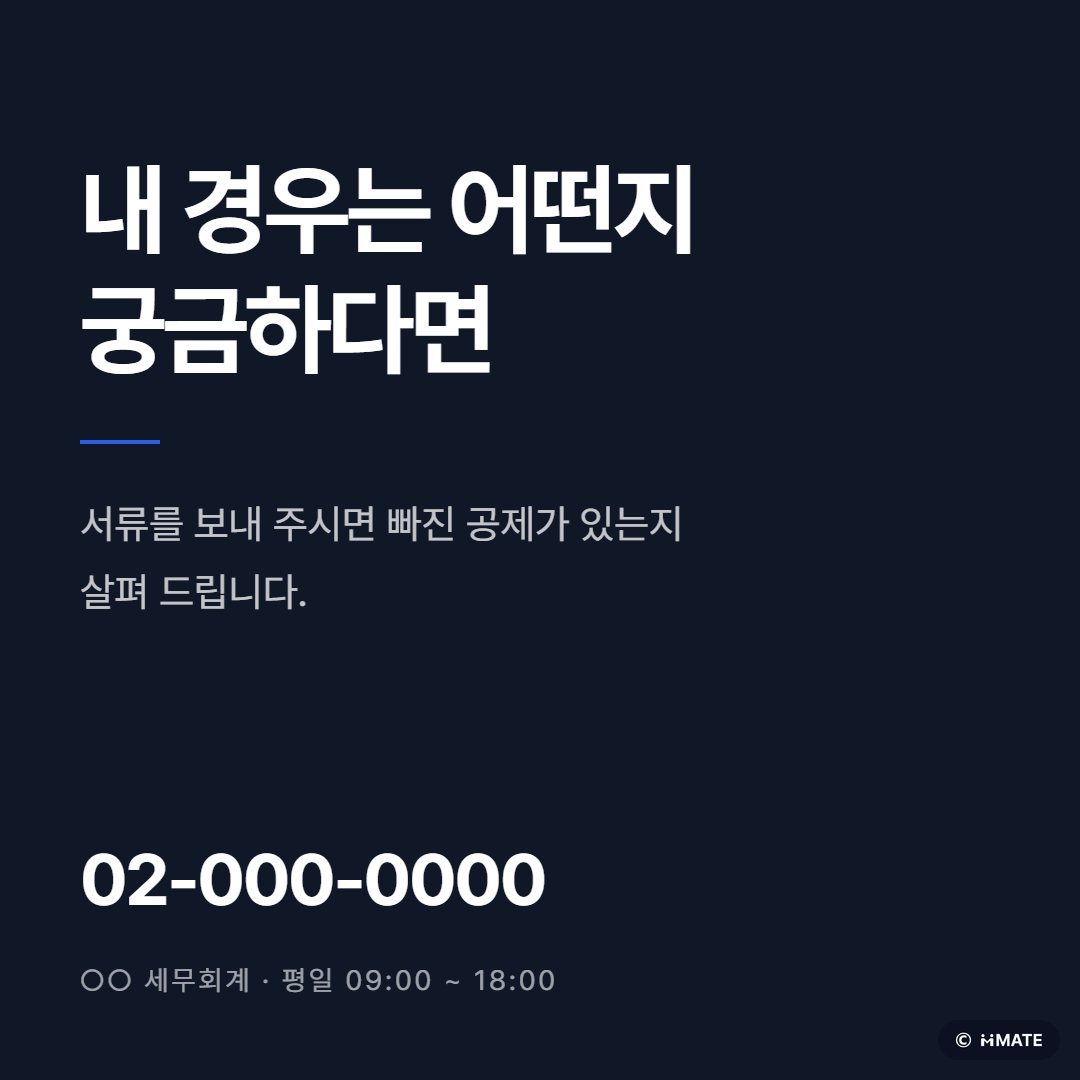 내 경우는 어떤지
궁금하다면
서류를 보내 주시면 빠진 공제가 있는지
살펴 드립니다.
02-000-0000
○○ 세무회계 · 평일 09:00 ~ 18:00
© MMATE